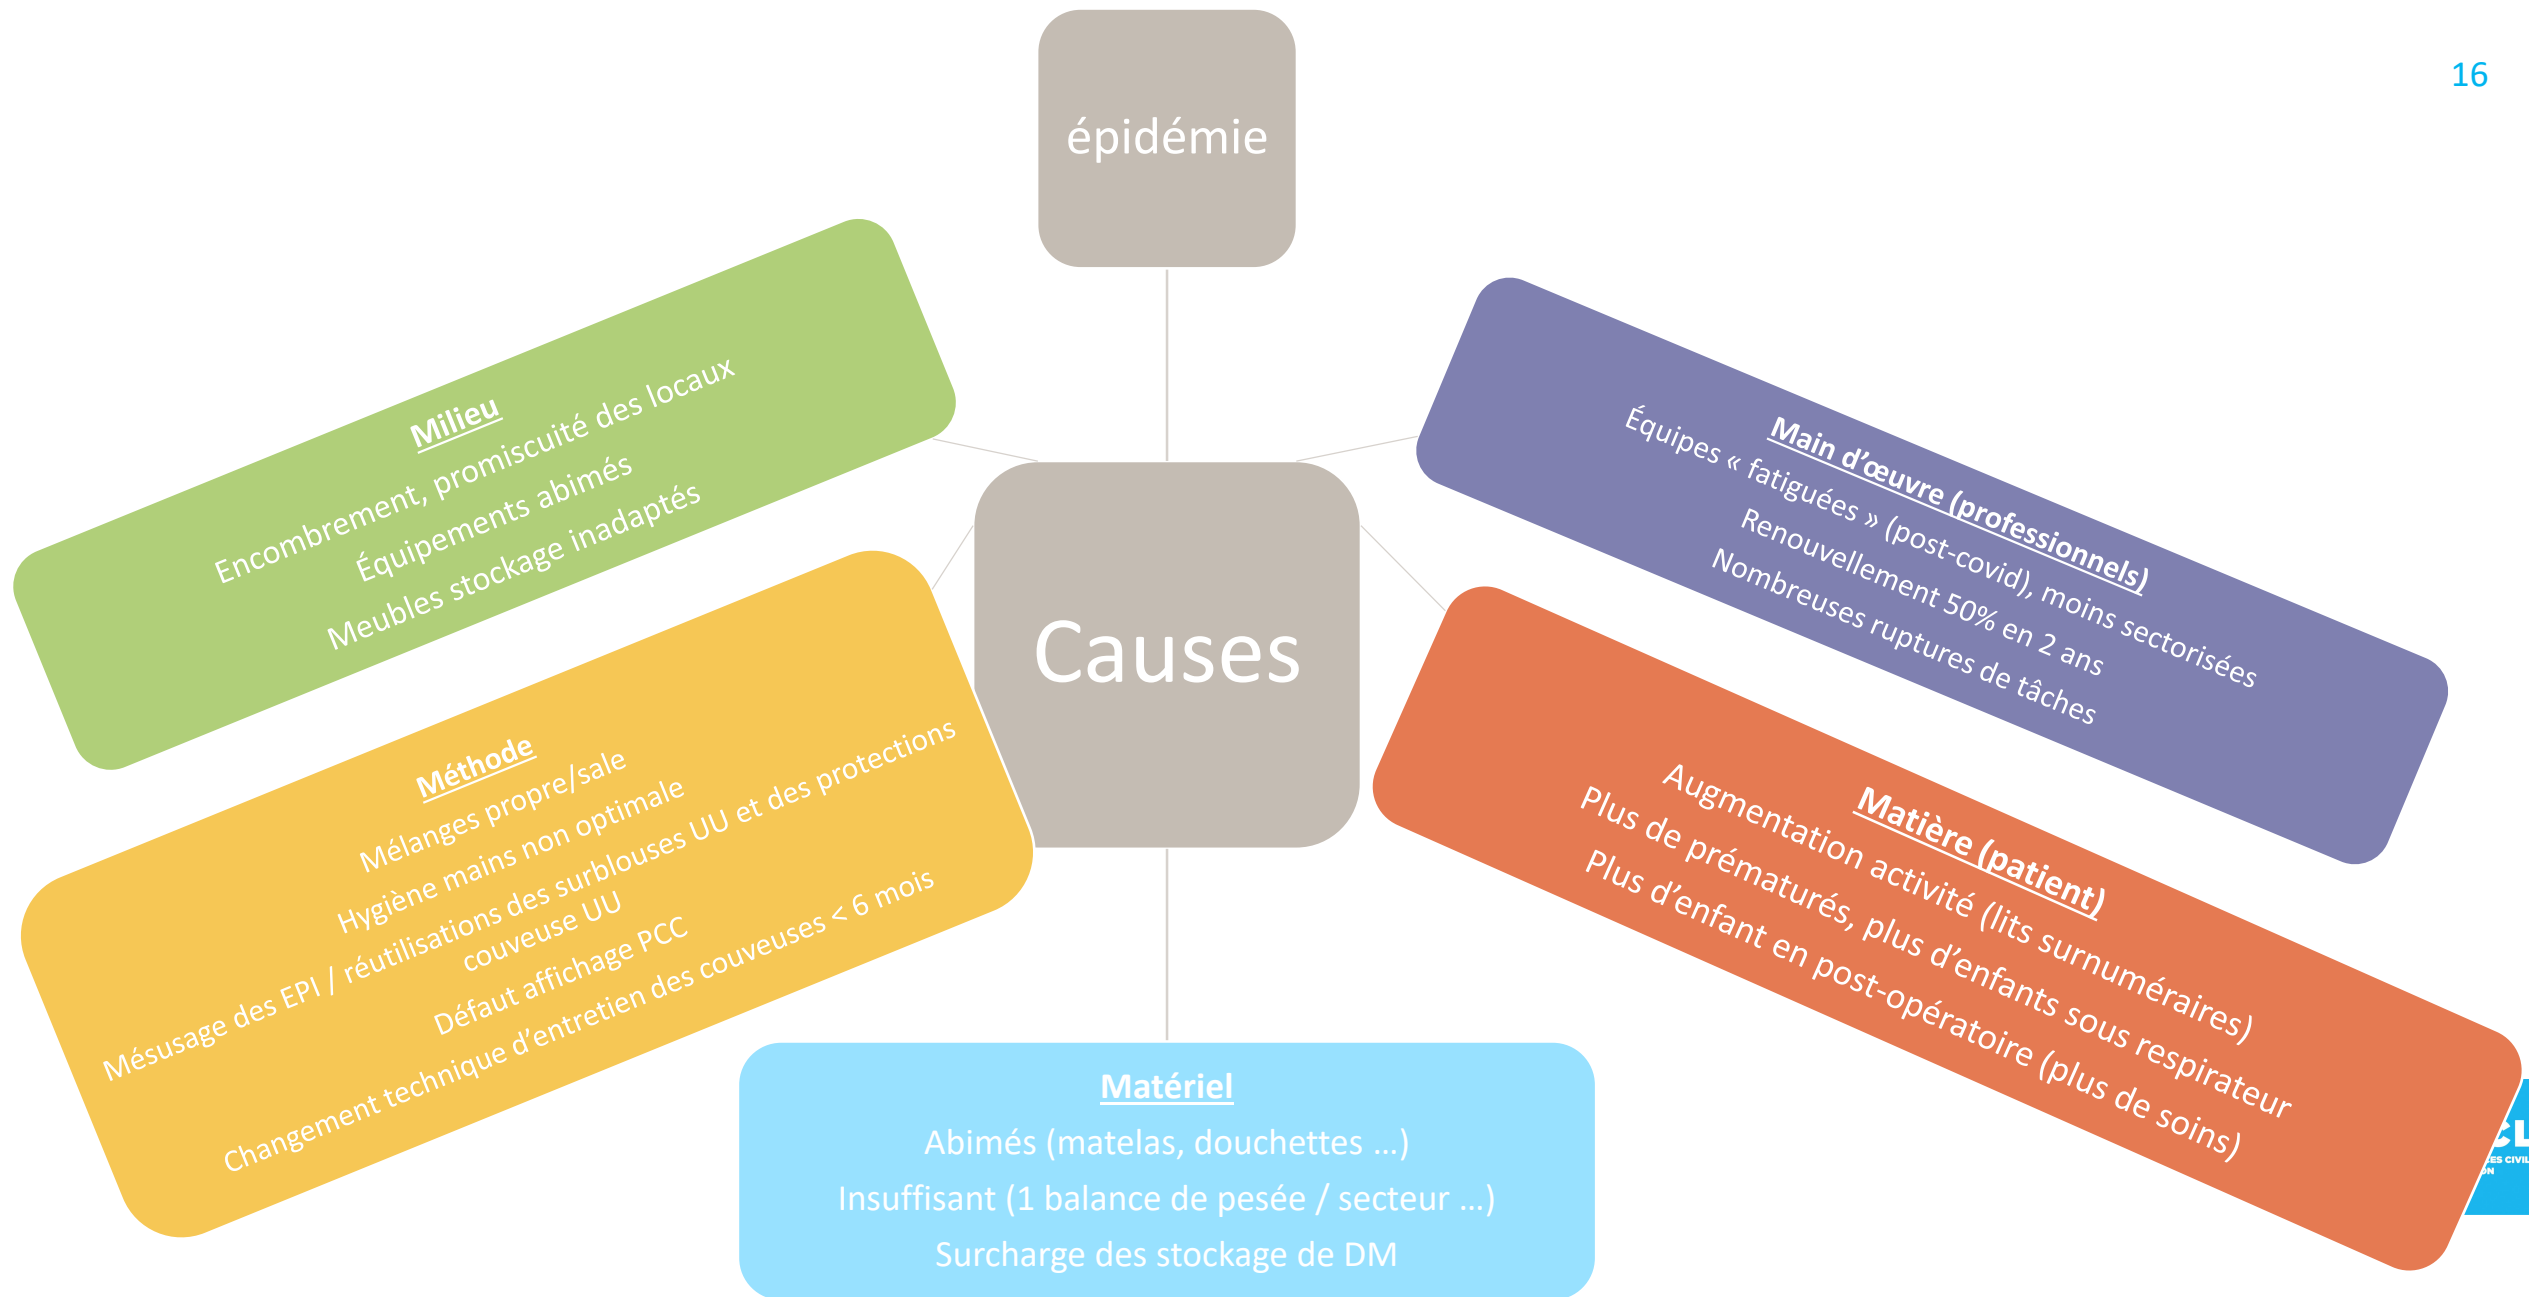 16
épidémie
Milieu
Encombrement, promiscuité des locaux
Équipements abimés
Meubles stockage inadaptés
Main d’œuvre (professionnels)
Équipes « fatiguées » (post-covid), moins sectorisées
Renouvellement 50% en 2 ans
Nombreuses ruptures de tâches
Causes
Méthode
Mélanges propre/sale
Hygiène mains non optimale
Mésusage des EPI / réutilisations des surblouses UU et des protections
couveuse UU
Défaut affichage PCC
Changement technique d’entretien des couveuses < 6 mois
Matière (patient)
Augmentation activité (lits surnuméraires)
Plus de prématurés, plus d’enfants sous respirateur
Plus d’enfant en post-opératoire (plus de soins)
Matériel
Abimés (matelas, douchettes …)
Insuffisant (1 balance de pesée / secteur …)
Surcharge des stockage de DM